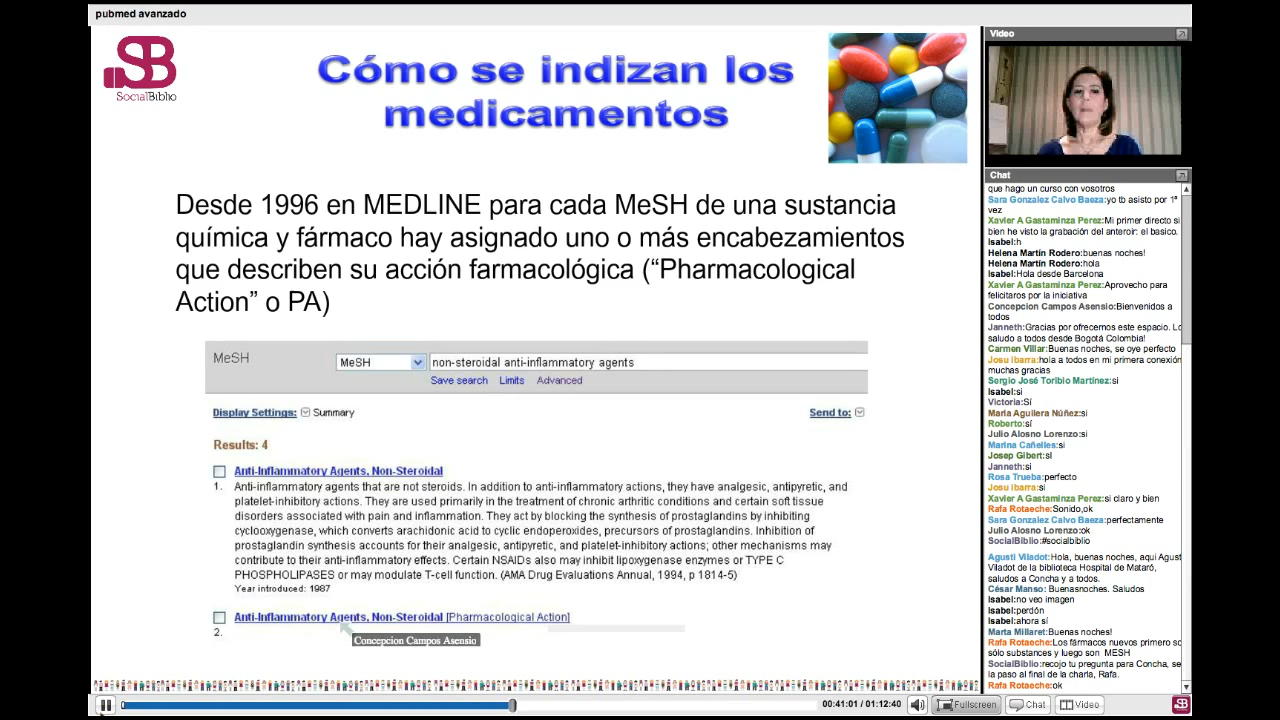 pubmed avanzado
SB
SocialBiblio
Cómo se indizan los
medicamentos
Desde 1996 en MEDLINE para cada MeSH de una sustancia
química y fármaco hay asignado uno o más encabezamientos
que describen su acción farmacológica (“Pharmacological
Action” o PA)
MeSH
MeSH
non-steroidal anti-inflammatory agents
Save search Limits Advanced
Display Settings: Summary
Send to:
Results: 4
Anti-Inflammatory Agents, Non-Steroidal
1. Anti-inflammatory agents that are not steroids. In addition to anti-inflammatory actions, they have analgesic, antipyretic, and
platelet-inhibitory actions. They are used primarily in the treatment of chronic arthritic conditions and certain soft tissue
disorders associated with pain and inflammation. They act by blocking the synthesis of prostaglandins by inhibiting
cyclooxygenase, which converts arachidonic acid to cyclic endoperoxides, precursors of prostaglandins. Inhibition of
prostaglandin synthesis accounts for their analgesic, antipyretic, and platelet-inhibitory actions; other mechanisms may
contribute to their anti-inflammatory effects. Certain NSAIDs also may inhibit lipoxygenase enzymes or TYPE C
PHOSPHOLIPASES or may modulate T-cell function. (AMA Drug Evaluations Annual, 1994, p 1814-5)
Year introduced: 1987
Anti-Inflammatory Agents, Non-Steroidal [Pharmacological Action]
2.
Concepcion Campos Asensio
Video
Chat
que hago un curso con vosotros
Sara Gonzalez Calvo Baeza:yo tb asisto por 1ª
vez
Xavier A Gastaminza Perez:Mi primer directo si
bien he visto la grabación del anteroir: el basico.
Isabel:h
Helena Martín Rodero:buenas noches!
Helena Martín Rodero:hola
Isabel:Hola desde Barcelona
Xavier A Gastaminza Perez:Aprovecho para
felicitaros por la iniciativa
Concepcion Campos Asensio:Bienvenidos a
todos
Janneth:Gracias por ofrecernos este espacio. Lo
saludo a todos desde Bogotá Colombia!
Carmen Villar:Buenas noches, se oye perfecto
Josu ibarra:hola a todos en mi primera conexión
muchas gracias
Sergio José Toribio Martínez:si
Isabel:si
Victoria:Sí
Maria Aguilera Núñez:si
Roberto:sí
Julio Alosno Lorenzo:si
Marina Cañelles:si
Josep Gibert:sI
Janneth:si
Rosa Trueba:perfecto
Josu ibarra:si
Xavier A Gastaminza Perez:si claro y bien
Rafa Rotaeche:Sonido,ok
Sara Gonzalez Calvo Baeza:perfectamente
Julio Alosno Lorenzo:ok
SocialBiblio:#socialbiblio
Agusti Viladot:Hola, buenas noches, aqui Agust
Viladot de la biblioteca Hospital de Mataró,
saludos a Concha y a todos.
César Manso:Buenasnoches. Saludos
Isabel:no veo imagen
Isabel:perdón
Isabel:ahora sí
Marta Millaret:Buenas noches!
Rafa Rotaeche:Los fármacos nuevos primero so
sólo substances y luego son MESH
SocialBiblio:recojo tu pregunta para Concha, se
la paso al final de la charla, Rafa.
Rafa Rotaeche:ok
00:41:01 / 01:12:40
Fullscreen
Chat
Video